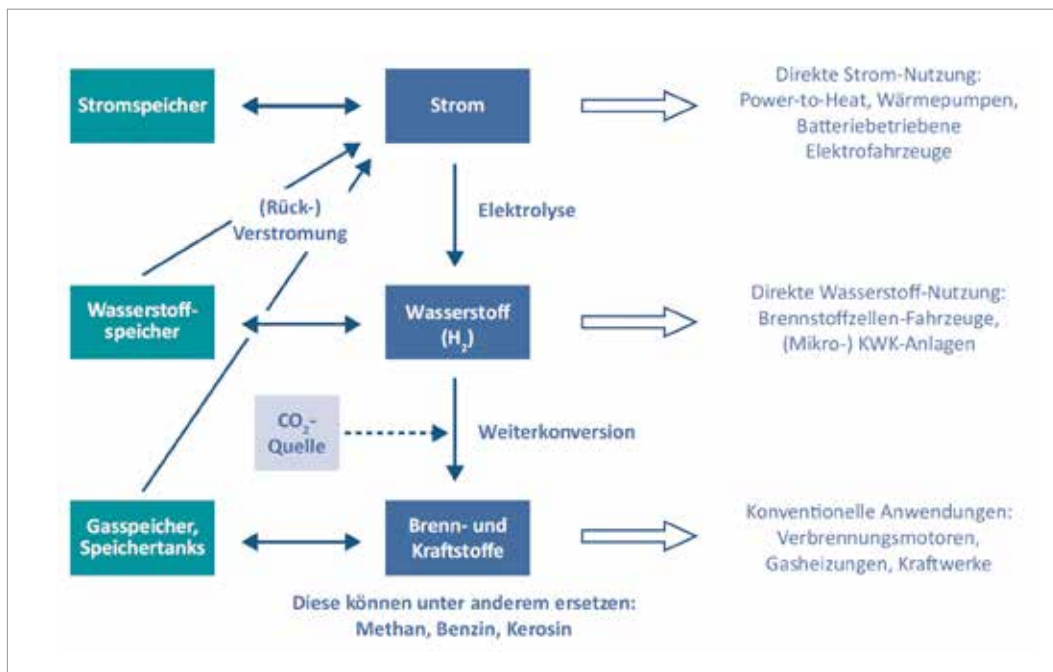 Stromspeicher
Strom
Direkte Strom-Nutzung:
Power-to-Heat, Wärmepumpen,
Batteriebetriebene
Elektrofahrzeuge
(Rück-)
Verstromung
Elektrolyse
Wasserstoff-
speicher
Wasserstoff
(H₂)
Direkte Wasserstoff-Nutzung:
Brennstoffzellen-Fahrzeuge,
(Mikro-) KWK-Anlagen
CO₂-
Quelle
Weiterkonversion
Gasspeicher,
Speichertanks
Brenn- und
Kraftstoffe
Konventionelle Anwendungen:
Verbrennungsmotoren,
Gasheizungen, Kraftwerke
Diese können unter anderem ersetzen:
Methan, Benzin, Kerosin